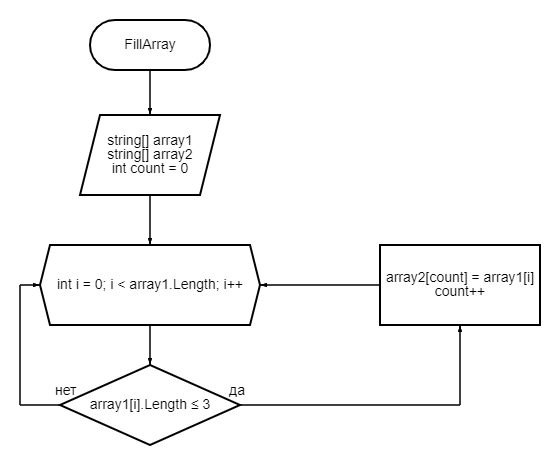 FillArray
string[] array1
string[] array2
int count = 0
int i = 0; i < array1.Length; i++
array2[count] = array1[i]
count++
нет
да
array1[i].Length ≤ 3